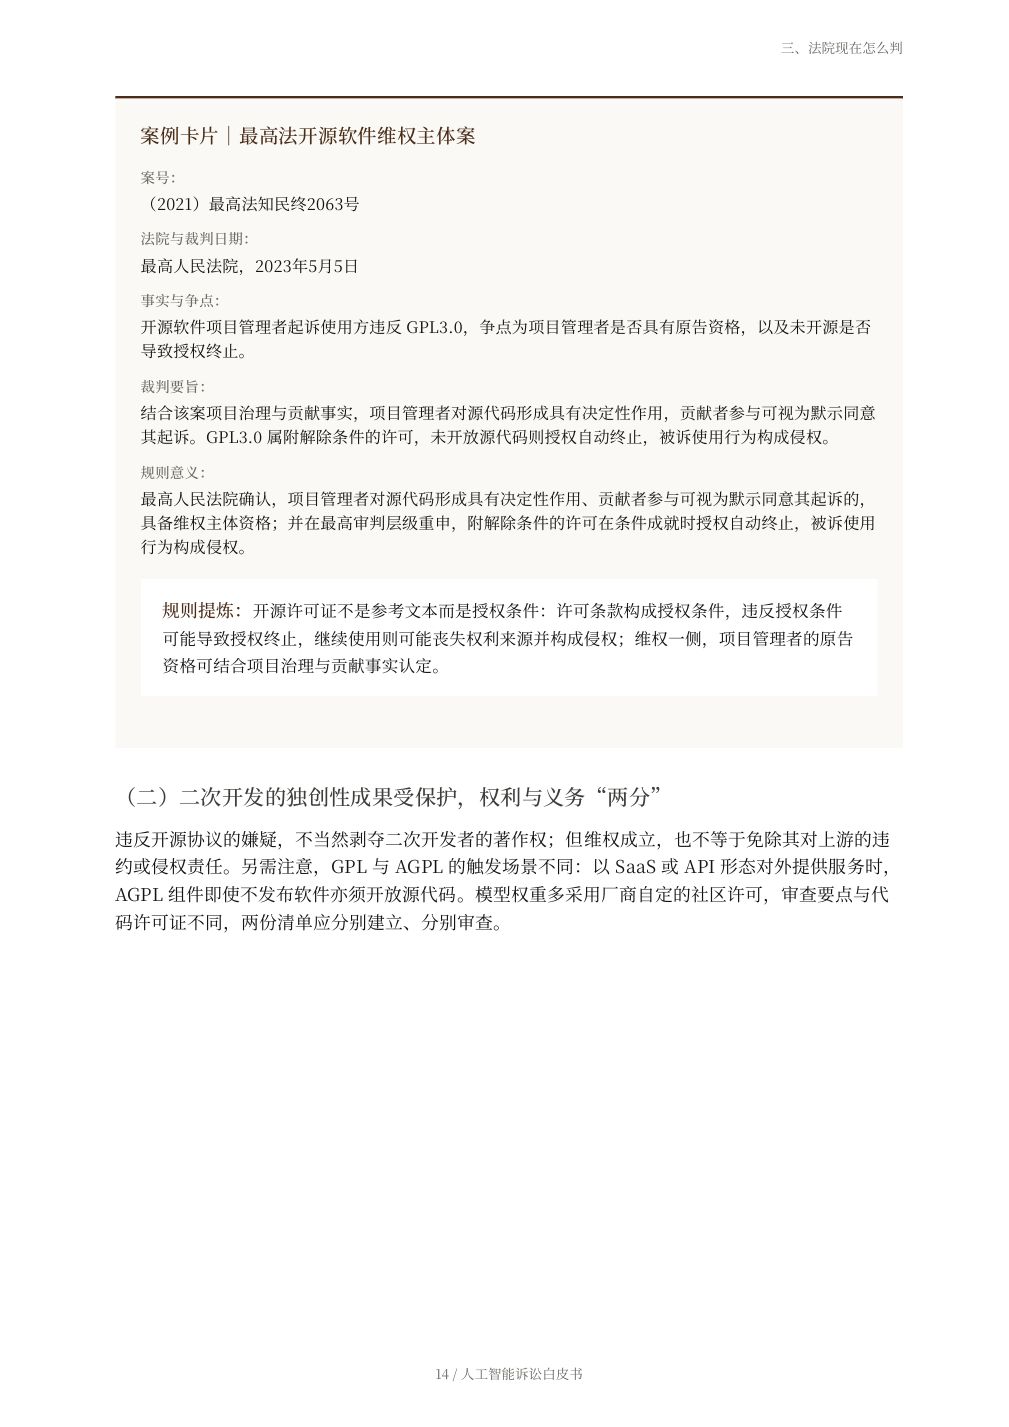 三、法院现在怎么判
案例卡片｜最高法开源软件维权主体案
案号：
（2021）最高法知民终2063号
法院与裁判日期：
最高人民法院，2023年5月5日
事实与争点：
开源软件项目管理者起诉使用方违反 GPL3.0，争点为项目管理者是否具有原告资格，以及未开源是否
导致授权终止。
裁判要旨：
结合该案项目治理与贡献事实，项目管理者对源代码形成具有决定性作用，贡献者参与可视为默示同意
其起诉。GPL3.0 属附解除条件的许可，未开放源代码则授权自动终止，被诉使用行为构成侵权。
规则意义：
最高人民法院确认，项目管理者对源代码形成具有决定性作用、贡献者参与可视为默示同意其起诉的，
具备维权主体资格；并在最高审判层级重申，附解除条件的许可在条件成就时授权自动终止，被诉使用
行为构成侵权。
规则提炼：开源许可证不是参考文本而是授权条件：许可条款构成授权条件，违反授权条件
可能导致授权终止，继续使用则可能丧失权利来源并构成侵权；维权一侧，项目管理者的原告
资格可结合项目治理与贡献事实认定。
（二）二次开发的独创性成果受保护，权利与义务“两分”
违反开源协议的嫌疑，不当然剥夺二次开发者的著作权；但维权成立，也不等于免除其对上游的违
约或侵权责任。另需注意，GPL 与 AGPL 的触发场景不同：以 SaaS 或 API 形态对外提供服务时，
AGPL 组件即使不发布软件亦须开放源代码。模型权重多采用厂商自定的社区许可，审查要点与代
码许可证不同，两份清单应分别建立、分别审查。
14 / 人工智能诉讼白皮书